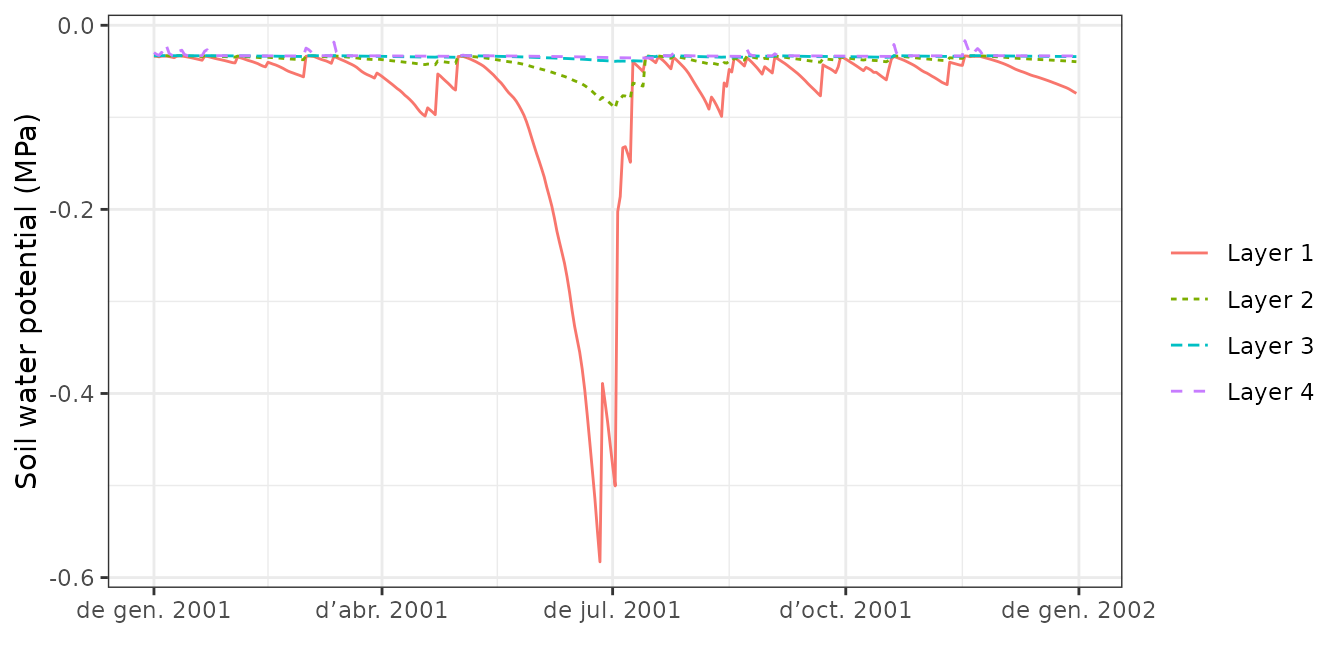 Soil water potential (MPa)
0.0
-0.2
-0.4
-0.6
de gen. 2001
d’abr. 2001
de jul. 2001
d’oct. 2001
de gen. 2002
Layer 1
Layer 2
Layer 3
Layer 4